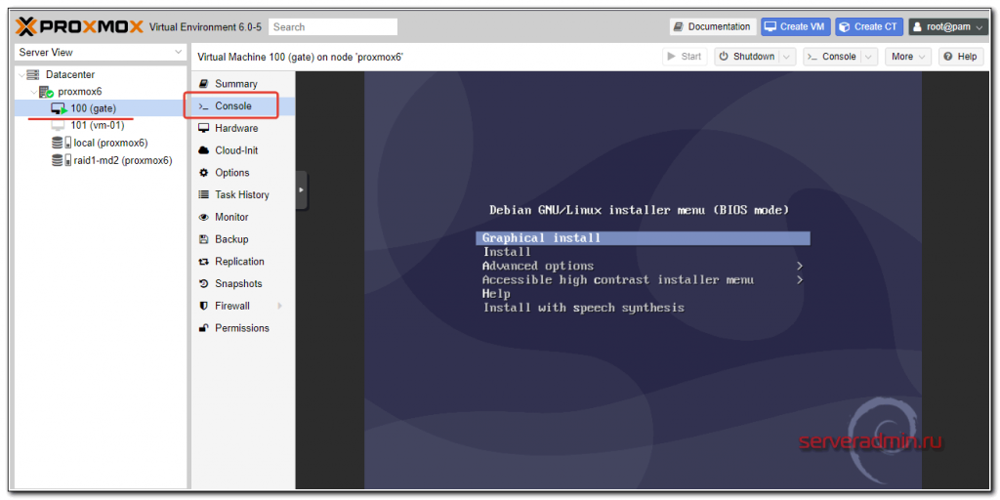 PROXMOX Virtual Environment 6.0-5 Search Documentation Create VM Create CT root@pam
Server View
Virtual Machine 100 (gate) on node 'proxmox6' Start Shutdown >_ Console More Help
Datacenter
proxmox6
100 (gate)
101 (vm-01)
local (proxmox6)
raid1-md2 (proxmox6)
Summary
>_ Console
Hardware
Cloud-Init
Options
Task History
Monitor
Backup
Replication
Snapshots
Firewall
Permissions
Debian GNU/Linux installer menu (BIOS mode)
Graphical install
Install
Advanced options >
Accessible high contrast installer menu >
Help
Install with speech synthesis
serveradmin.ru